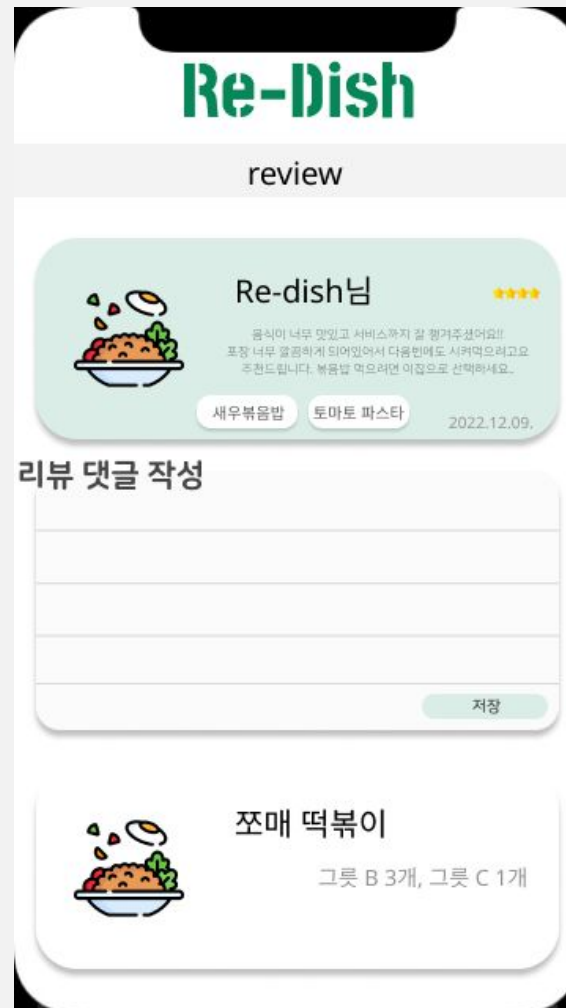 Re-Dish
review
Re-dish님
음식이 너무 맛있고 서비스까지 잘 챙겨주셨어요!!
포장 너무 깔끔하게 되어있어서 다음번에도 시켜먹으려고요
추천드립니다. 볶음밥 먹으려면 이집으로 선택하세요..
새우볶음밥 토마토 파스타
2022.12.09.
리뷰 댓글 작성
저장
쪼매 떡볶이
그릇 B 3개, 그릇 C 1개